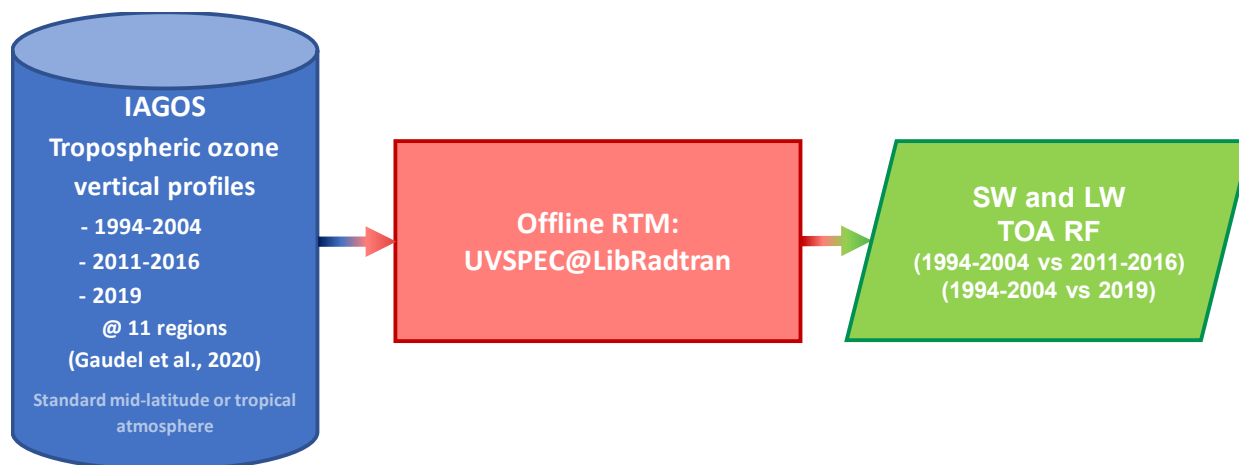 IAGOS
Tropospheric ozone
vertical profiles
- 1994-2004
- 2011-2016
- 2019
@ 11 regions
(Gaudel et al., 2020)
Standard mid-latitude or tropical
atmosphere
Offline RTM:
UVSPEC@LibRadtran
SW and LW
TOA RF
(1994-2004 vs 2011-2016)
(1994-2004 vs 2019)